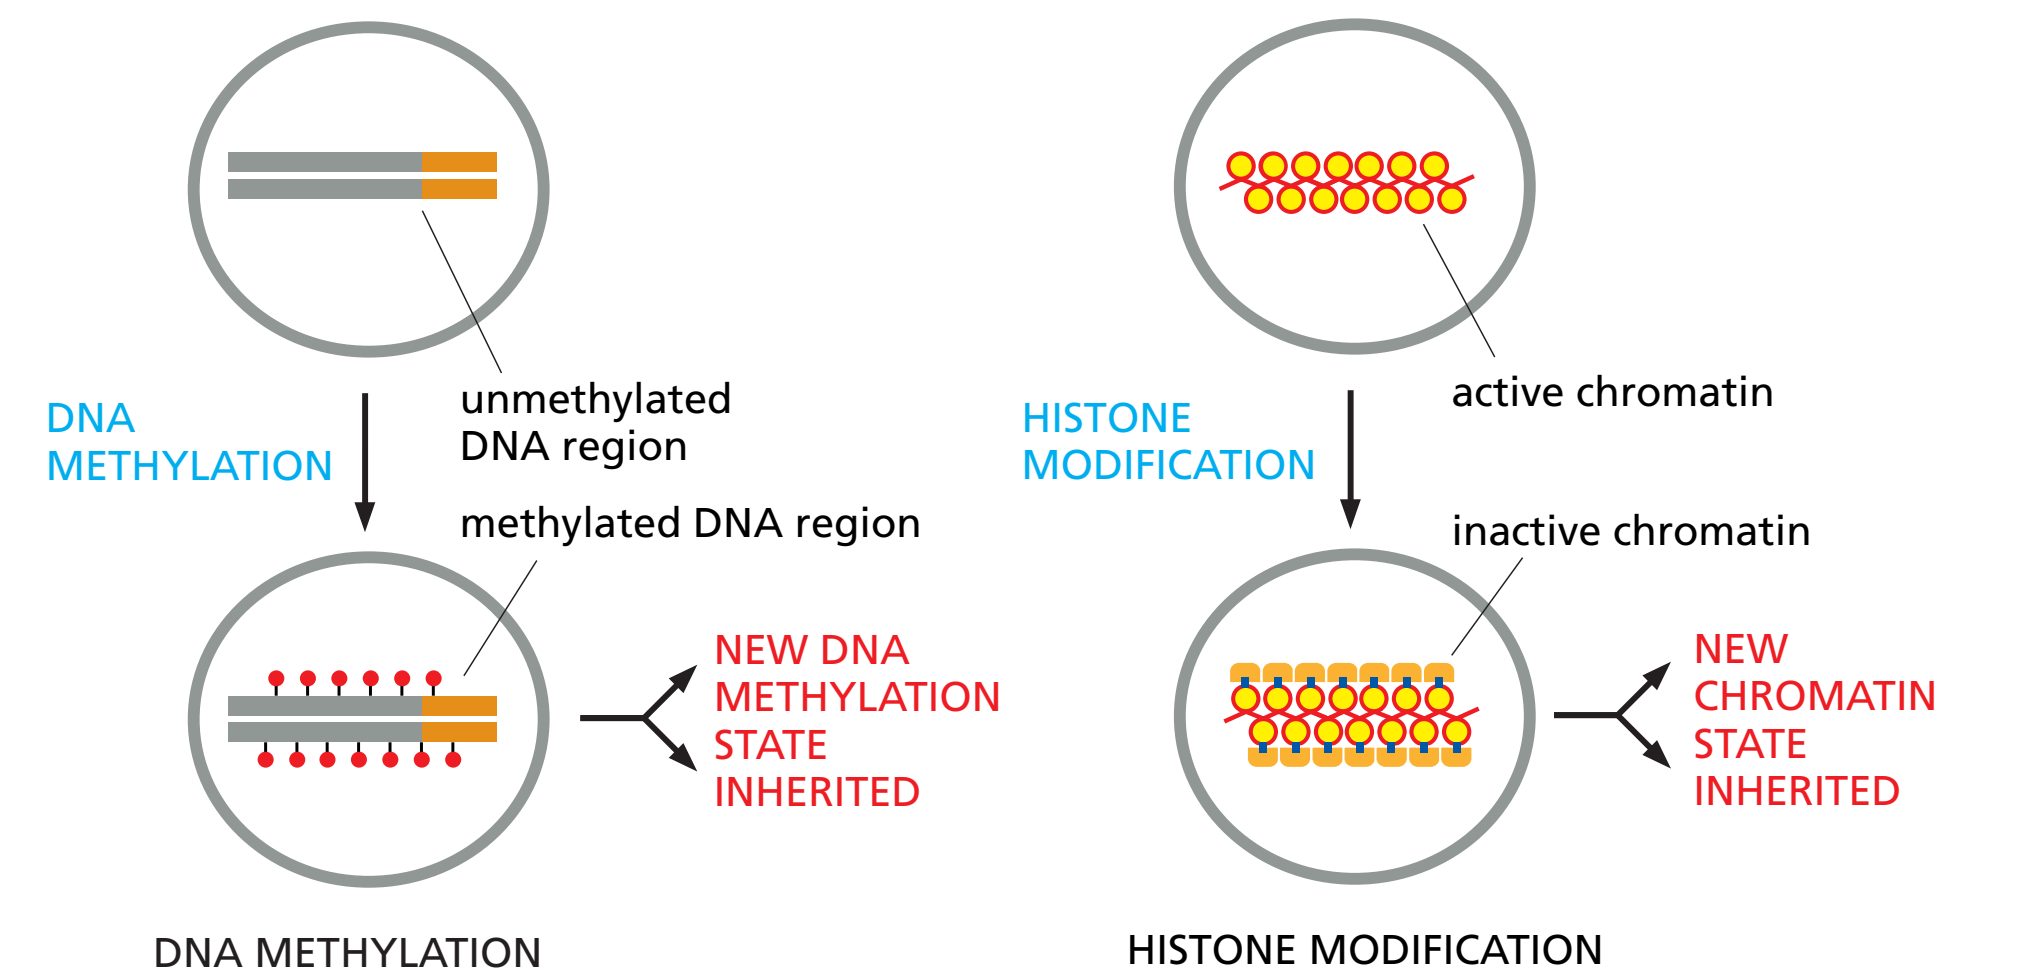 DNA
METHYLATION
unmethylated
DNA region
methylated DNA region
NEW DNA
METHYLATION
STATE
INHERITED
DNA METHYLATION
HISTONE
MODIFICATION
active chromatin
inactive chromatin
NEW
CHROMATIN
STATE
INHERITED
HISTONE MODIFICATION